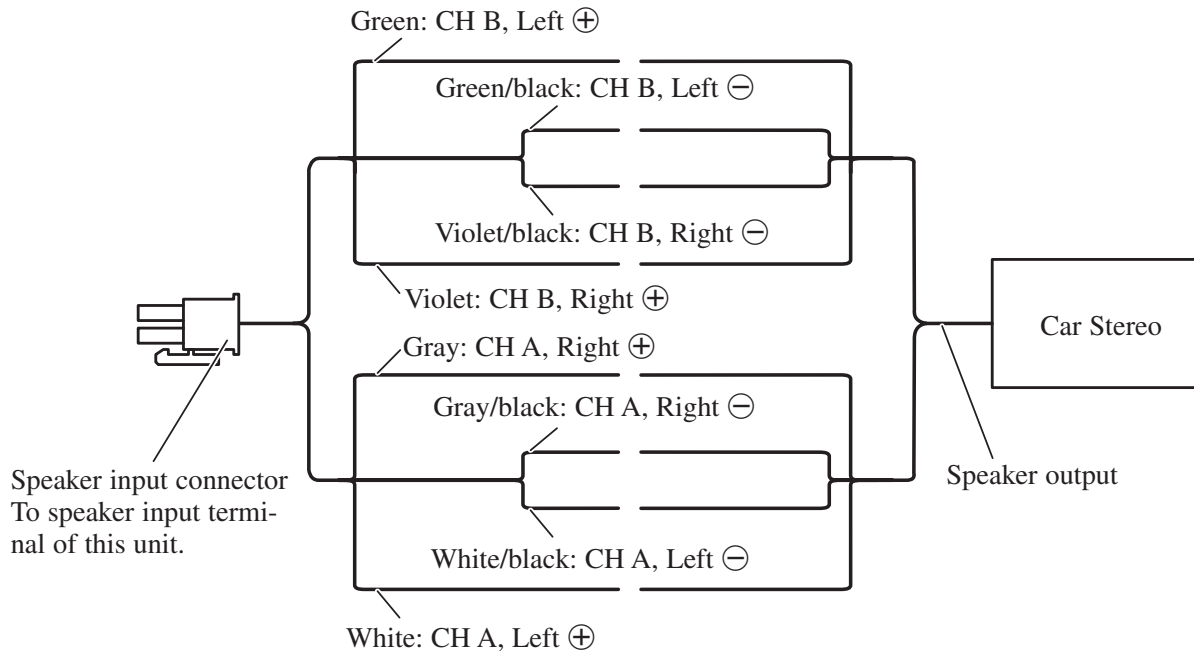 Green: CH B, Left ⊕
Green/black: CH B, Left ⊖
Violet/black: CH B, Right ⊖
Violet: CH B, Right ⊕
Gray: CH A, Right ⊕
Car Stereo
Gray/black: CH A, Right ⊖
Speaker input connector
To speaker input termi-
nal of this unit.
Speaker output
White/black: CH A, Left ⊖
White: CH A, Left ⊕